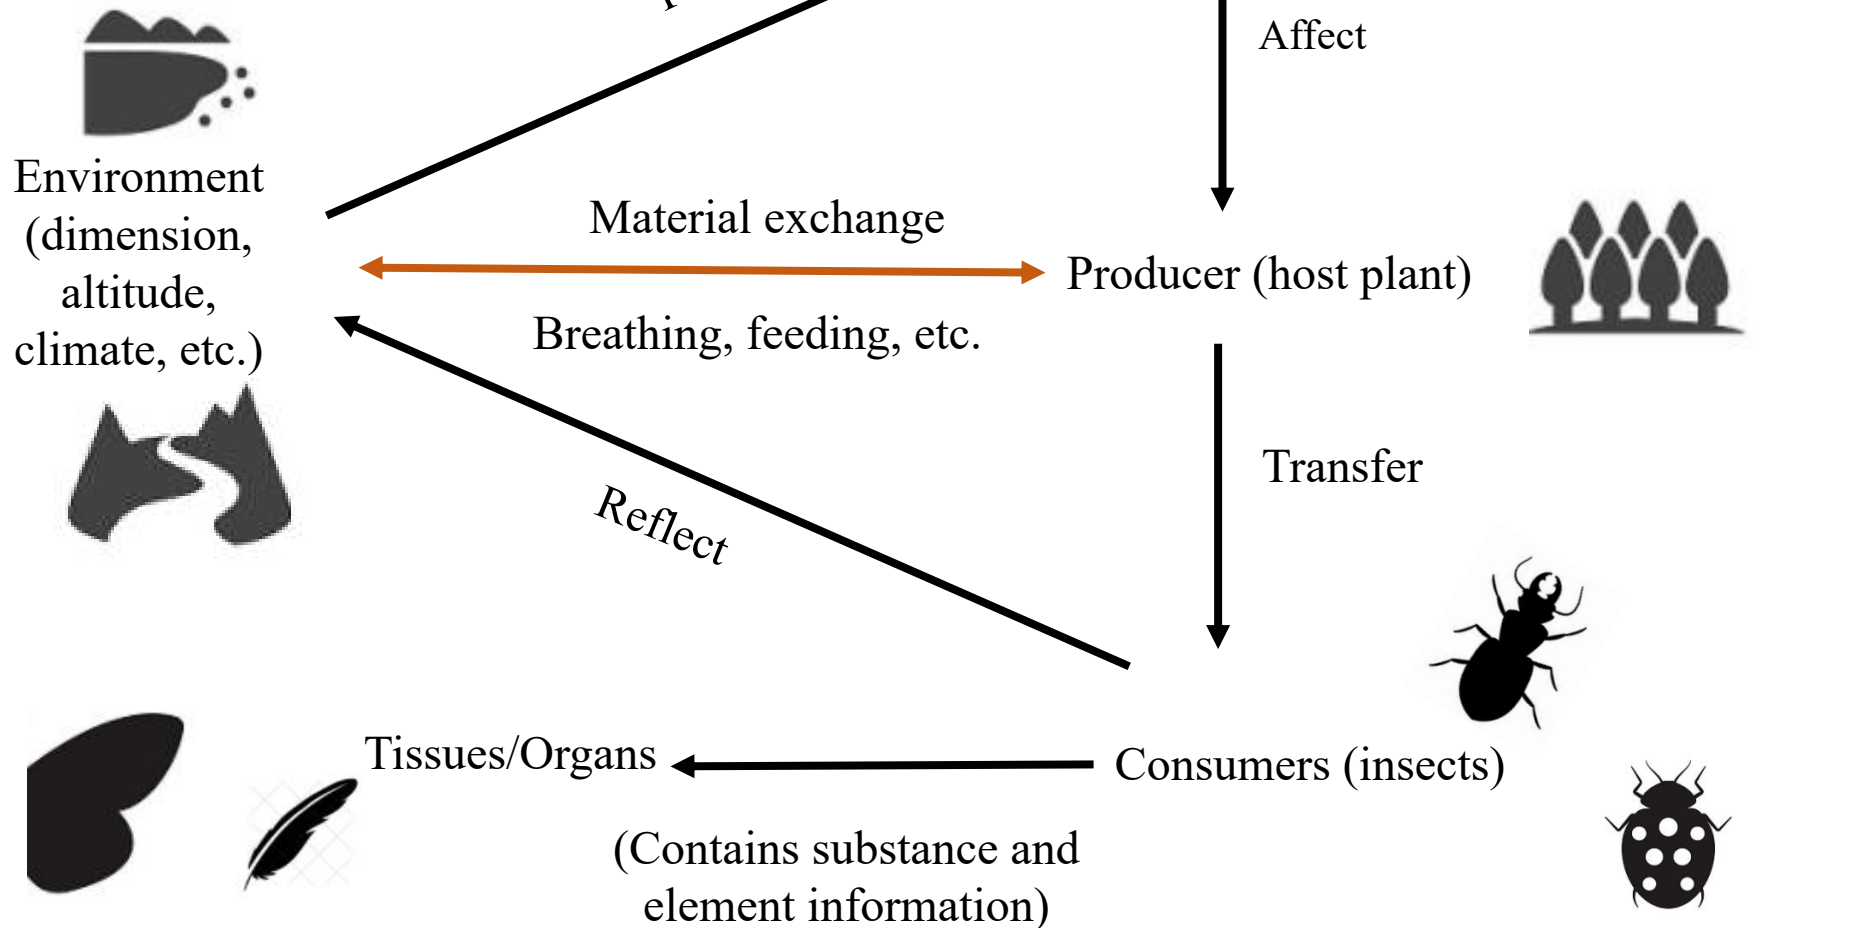 Affect
Environment
(dimension,
altitude,
climate, etc.)
Material exchange
Producer (host plant)
Breathing, feeding, etc.
Transfer
Reflect
Tissues/Organs
Consumers (insects)
(Contains substance and
element information)